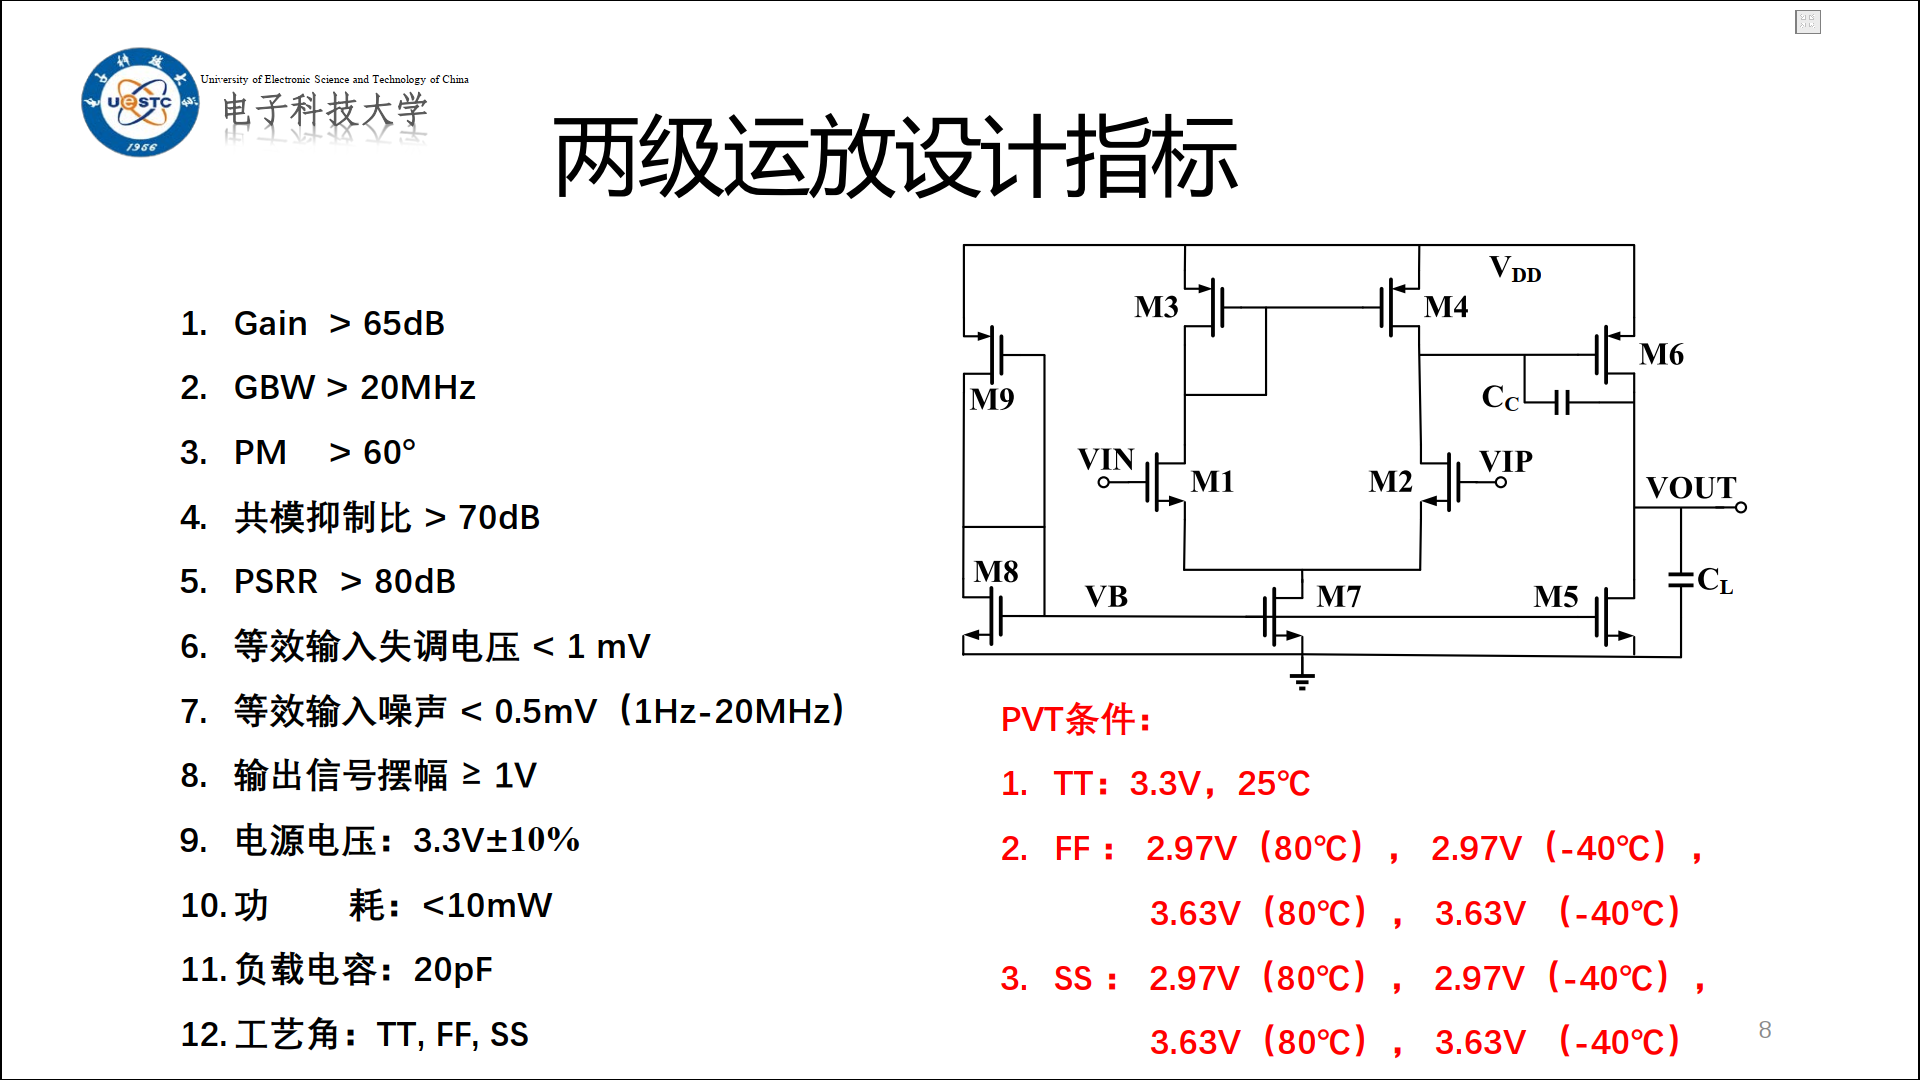 University of Electronic Science and Technology of China
电子科技大学
UESTC
1956
两级运放设计指标
1. Gain > 65dB
2. GBW > 20MHz
3. PM > 60°
4. 共模抑制比 > 70dB
5. PSRR > 80dB
6. 等效输入失调电压 < 1 mV
7. 等效输入噪声 < 0.5mV（1Hz-20MHz）
8. 输出信号摆幅 ≥ 1V
9. 电源电压：3.3V±10%
10. 功 耗：<10mW
11. 负载电容：20pF
12. 工艺角：TT, FF, SS
VDD
M3
M4
M6
M9
CC
VIN
M1
M2
VIP
VOUT
M8
VB
M7
M5
CL
PVT条件：
1. TT：3.3V，25℃
2. FF： 2.97V（80℃）， 2.97V（-40℃），
3.63V（80℃）， 3.63V （-40℃）
3. SS： 2.97V（80℃）， 2.97V（-40℃），
3.63V（80℃）， 3.63V （-40℃）
8